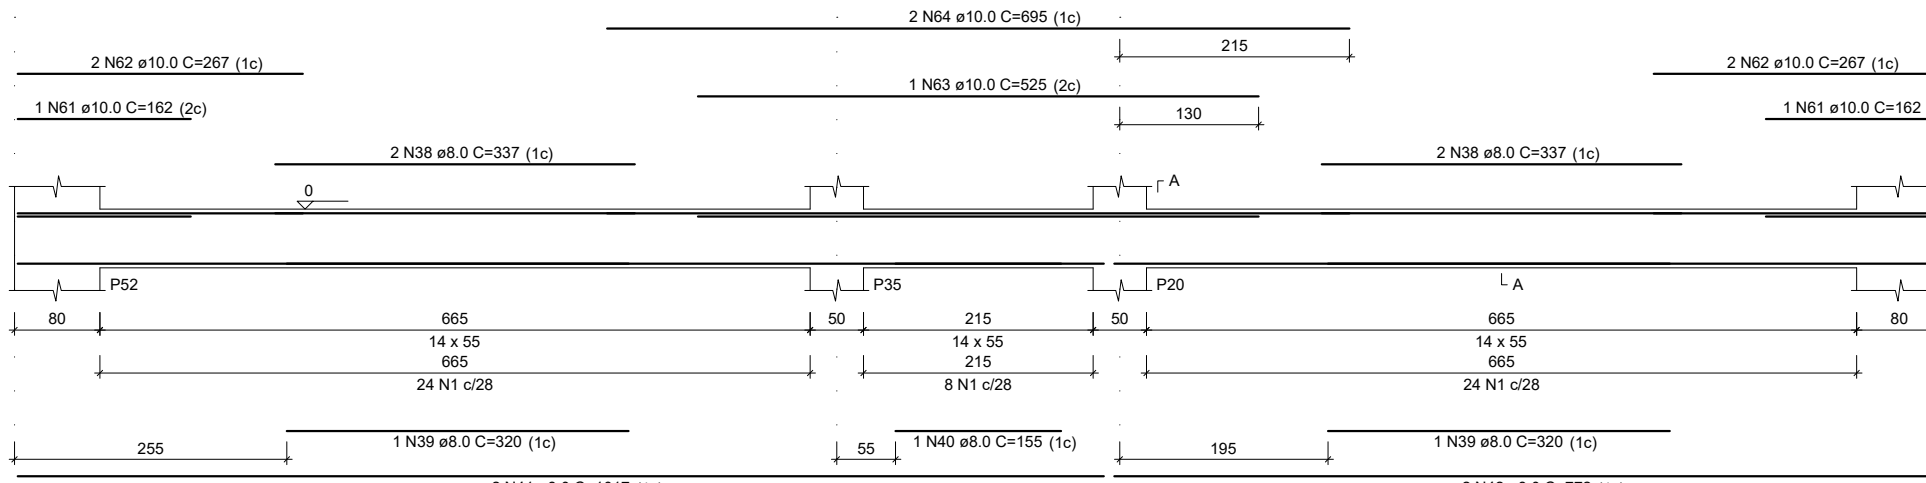 2 N64 ø10.0 C=695 (1c)
215
2 N62 ø10.0 C=267 (1c)
2 N62 ø10.0 C=267 (1c)
1 N63 ø10.0 C=525 (2c)
1 N61 ø10.0 C=162 (2c)
130
1 N61 ø10.0 C=162
2 N38 ø8.0 C=337 (1c)
2 N38 ø8.0 C=337 (1c)
0
A
P52
P35
P20
A
80
665
50
215
50
665
80
14 x 55
14 x 55
14 x 55
665
215
665
24 N1 c/28
8 N1 c/28
24 N1 c/28
255
1 N39 ø8.0 C=320 (1c)
55
1 N40 ø8.0 C=155 (1c)
195
1 N39 ø8.0 C=320 (1c)